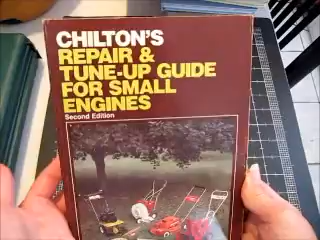 CHILTON'S
REPAIR &
TUNE-UP GUIDE
FOR SMALL
ENGINES
Second Edition